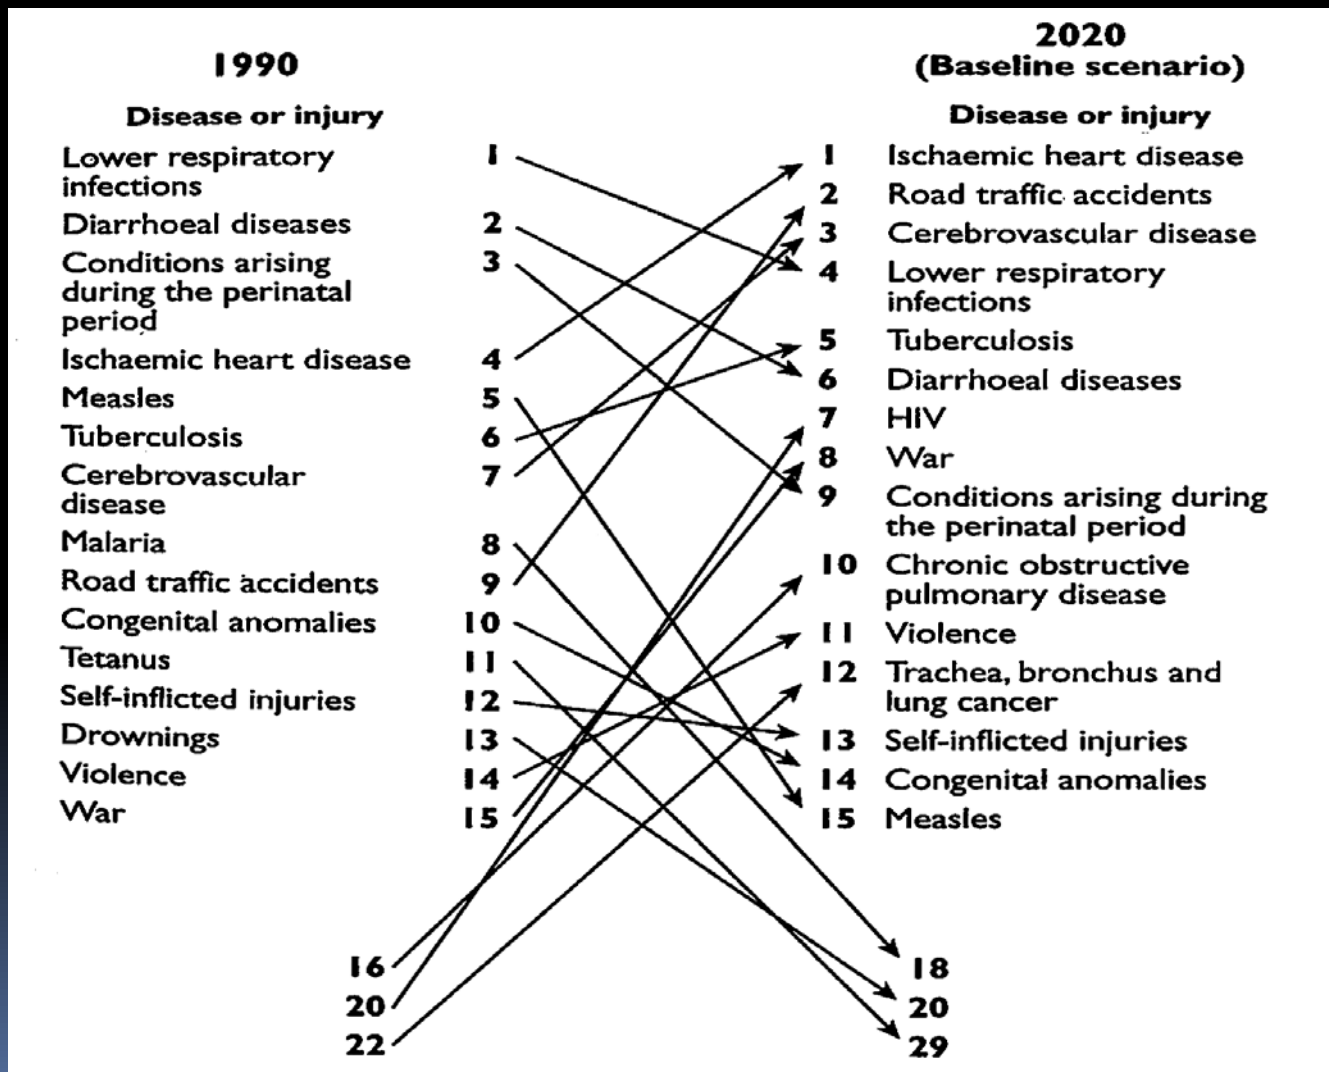 1990
Disease or injury
Lower respiratory 1
infections
Diarrhoeal diseases 2
Conditions arising 3
during the perinatal
period
Ischaemic heart disease 4
Measles 5
Tuberculosis 6
Cerebrovascular 7
disease
Malaria 8
Road traffic accidents 9
Congenital anomalies 10
Tetanus 11
Self-inflicted injuries 12
Drownings 13
Violence 14
War 15
16
20
22
2020
(Baseline scenario)
Disease or injury
1 Ischaemic heart disease
2 Road traffic accidents
3 Cerebrovascular disease
4 Lower respiratory
infections
5 Tuberculosis
6 Diarrhoeal diseases
7 HIV
8 War
9 Conditions arising during
the perinatal period
10 Chronic obstructive
pulmonary disease
11 Violence
12 Trachea, bronchus and
lung cancer
13 Self-inflicted injuries
14 Congenital anomalies
15 Measles
18
20
29